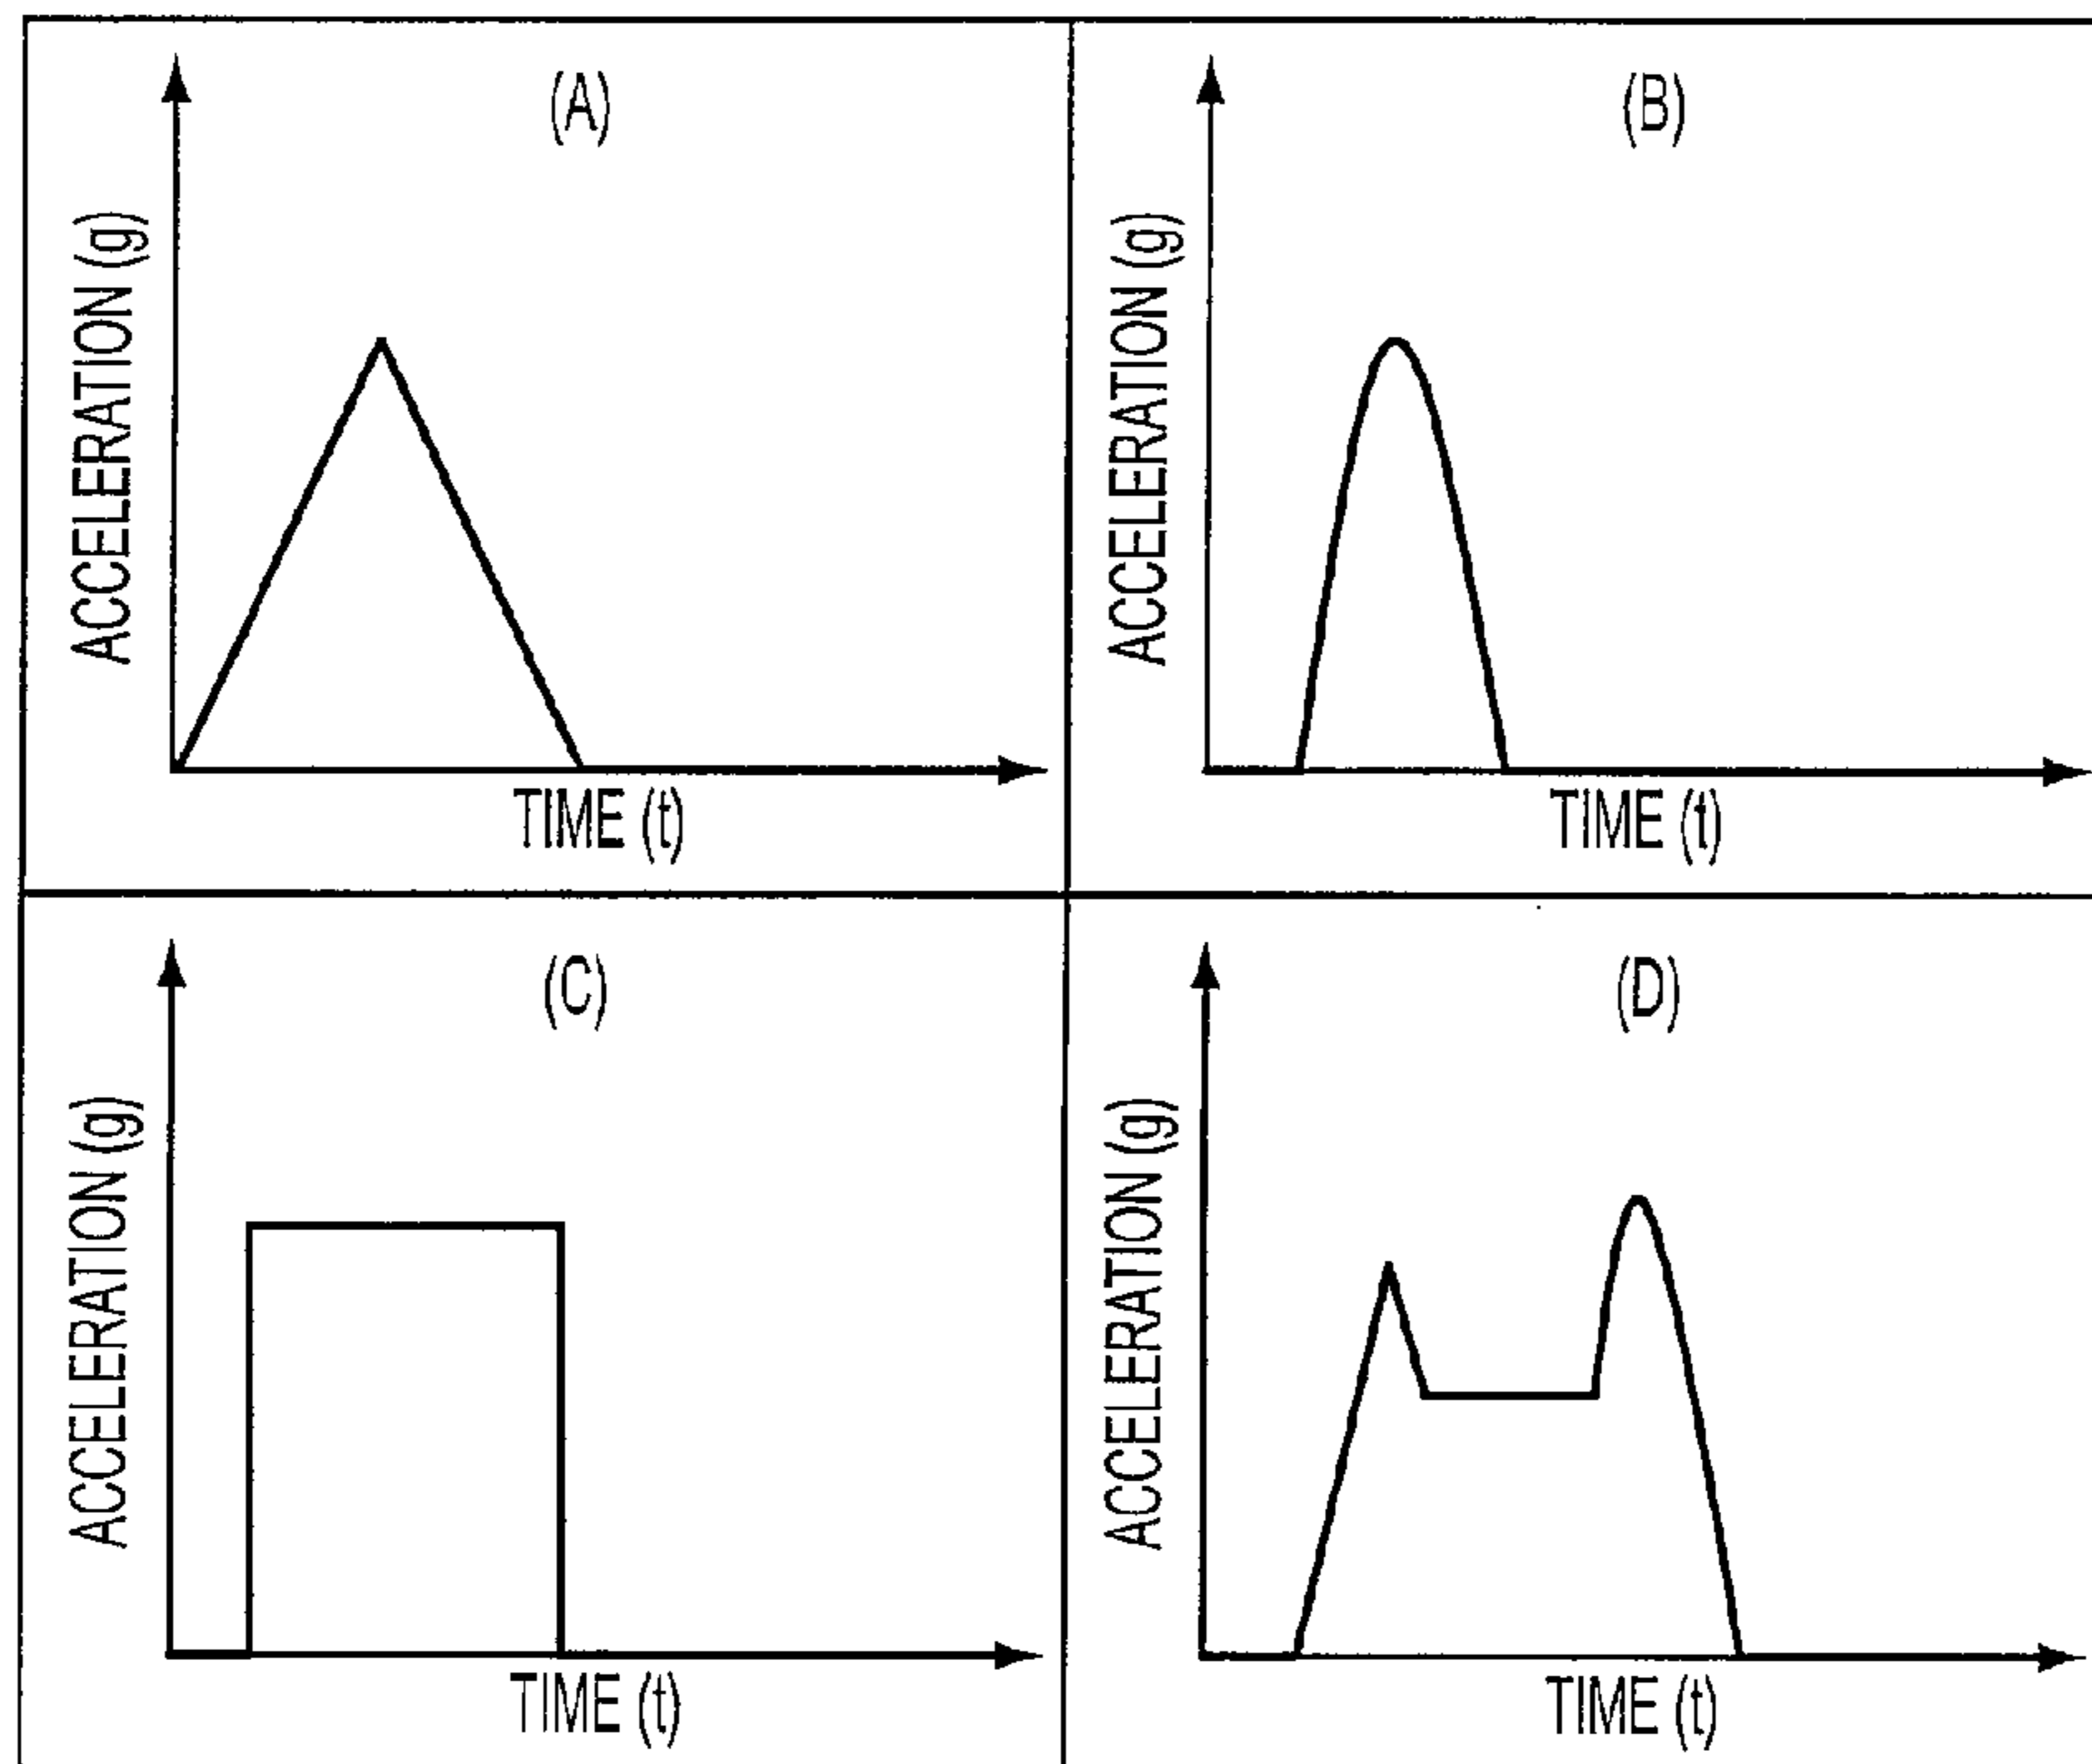 (A)
ACCELERATION (g)
TIME (t)
(B)
ACCELERATION (g)
TIME (t)
(C)
ACCELERATION (g)
TIME (t)
(D)
ACCELERATION (g)
TIME (t)